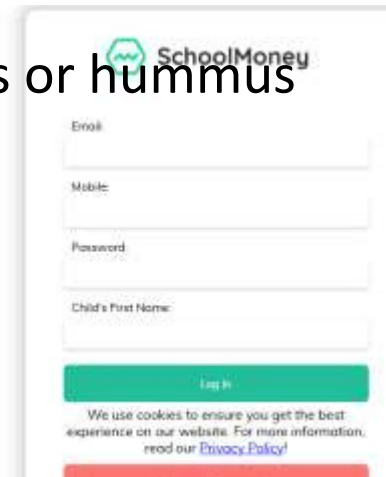 SchoolMoney
s or hummus
Email:
Mobile:
Password:
Child's First Name:
Log In
We use cookies to ensure you get the best
experience on our website. For more information,
read our Privacy Policy!